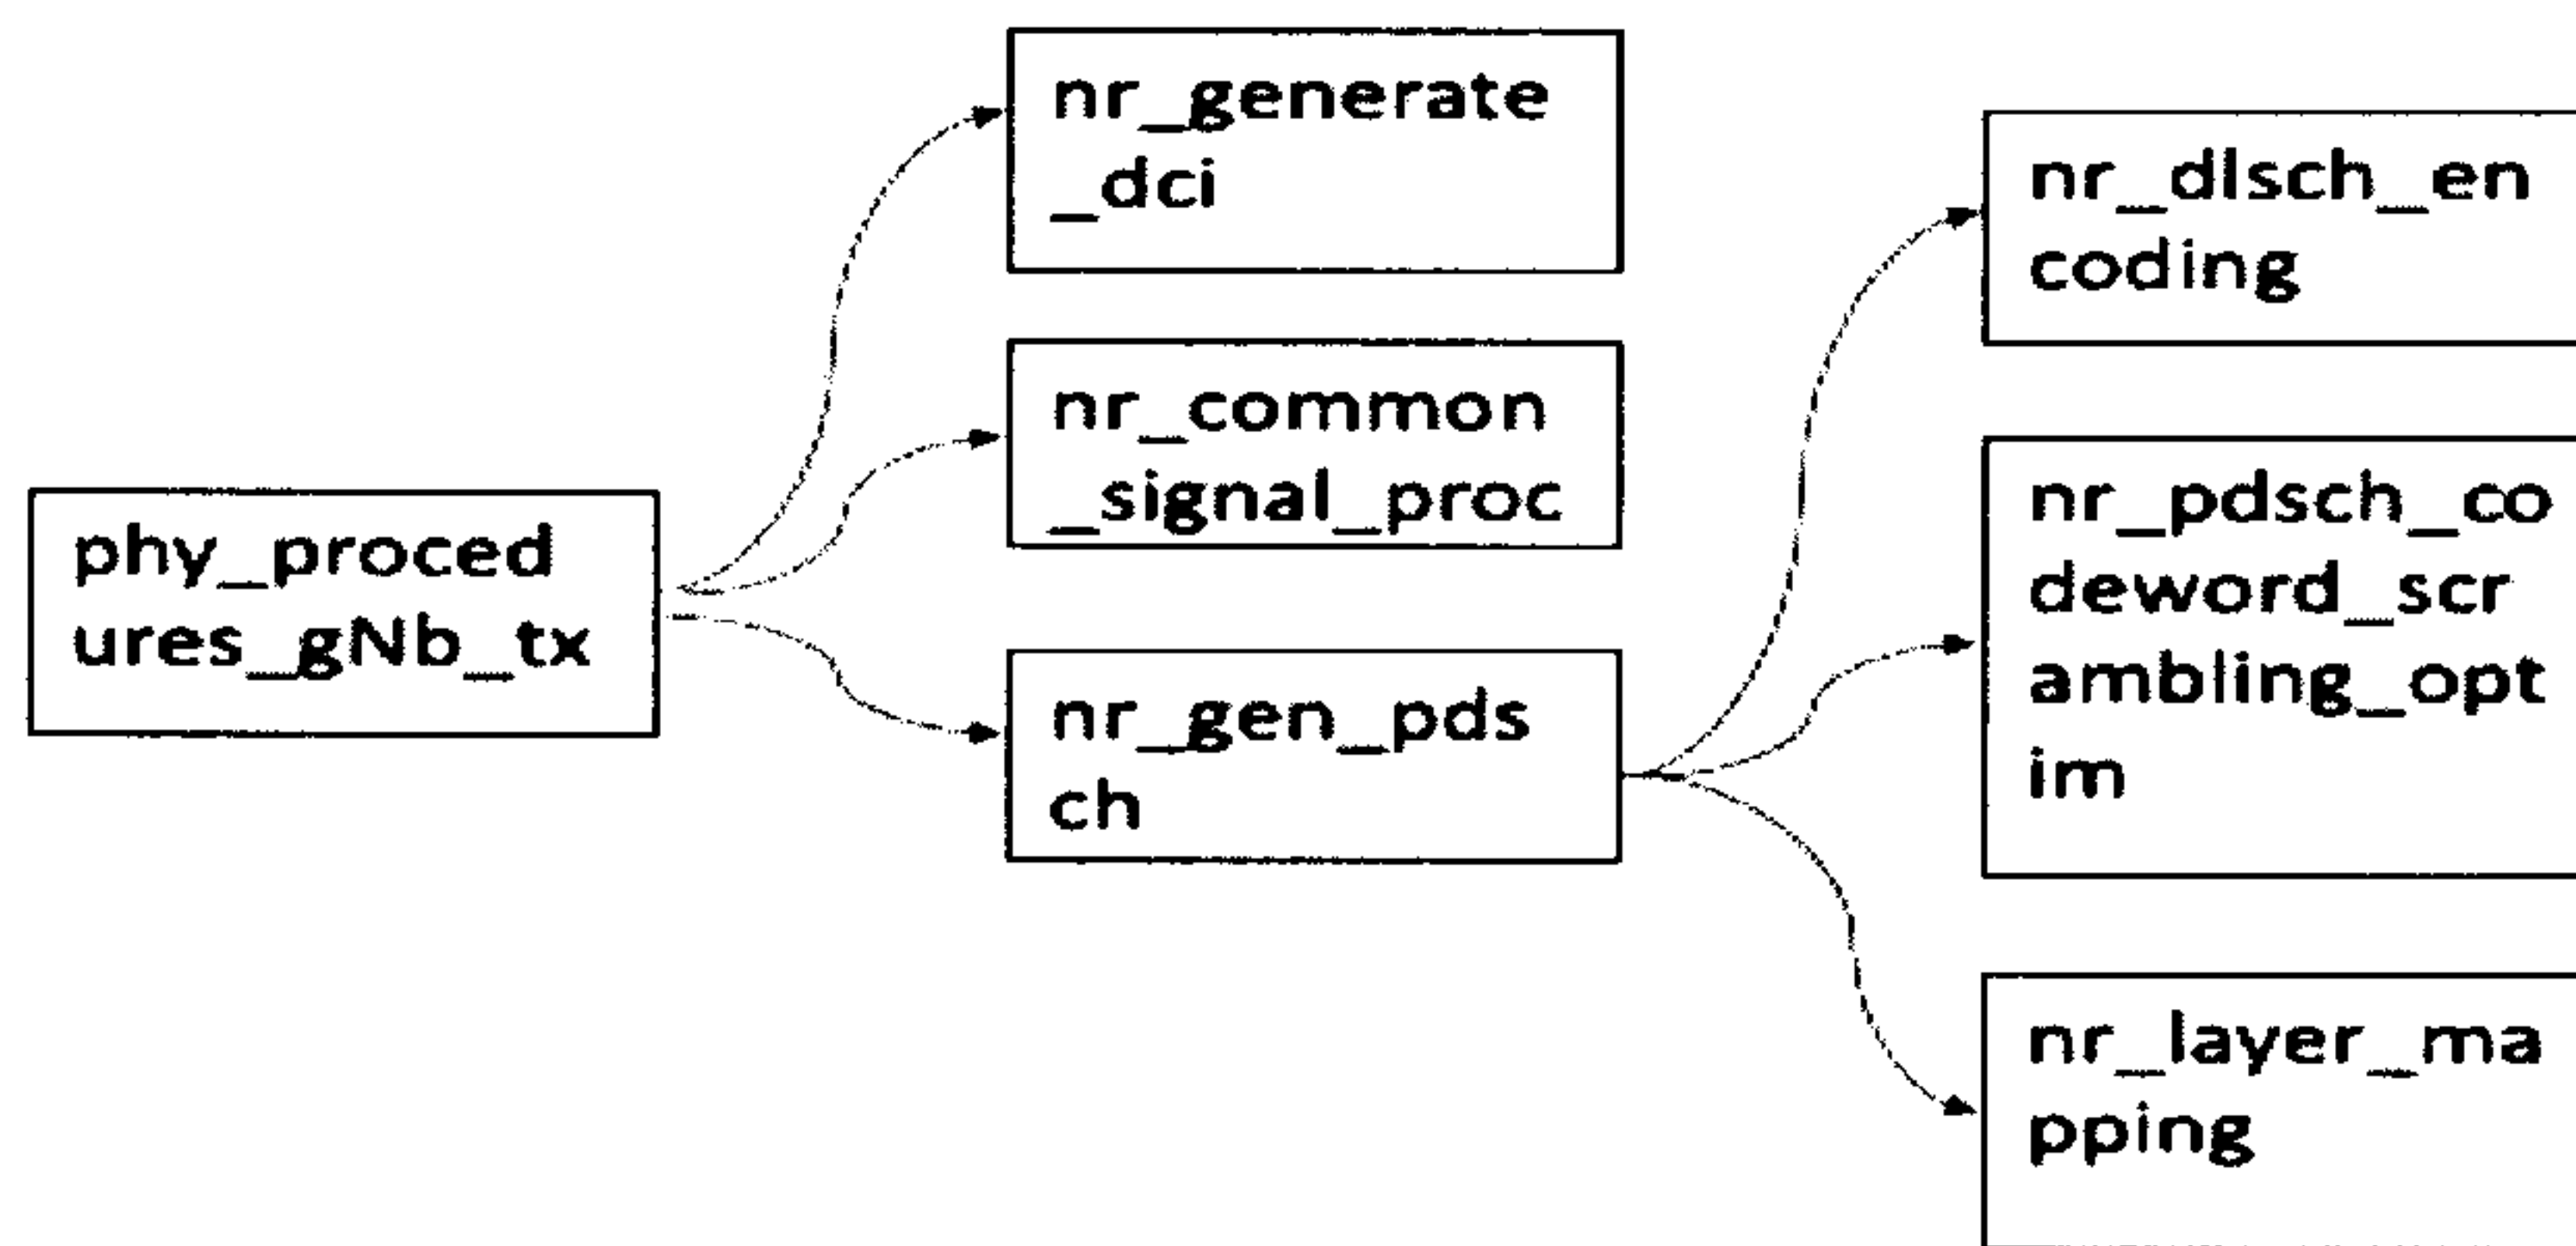 phy_proced
ures_gNb_tx
nr_generate
_dci
nr_common
_signal_proc
nr_gen_pds
ch
nr_dlsch_en
coding
nr_pdsch_co
deword_scr
ambling_opt
im
nr_layer_ma
pping